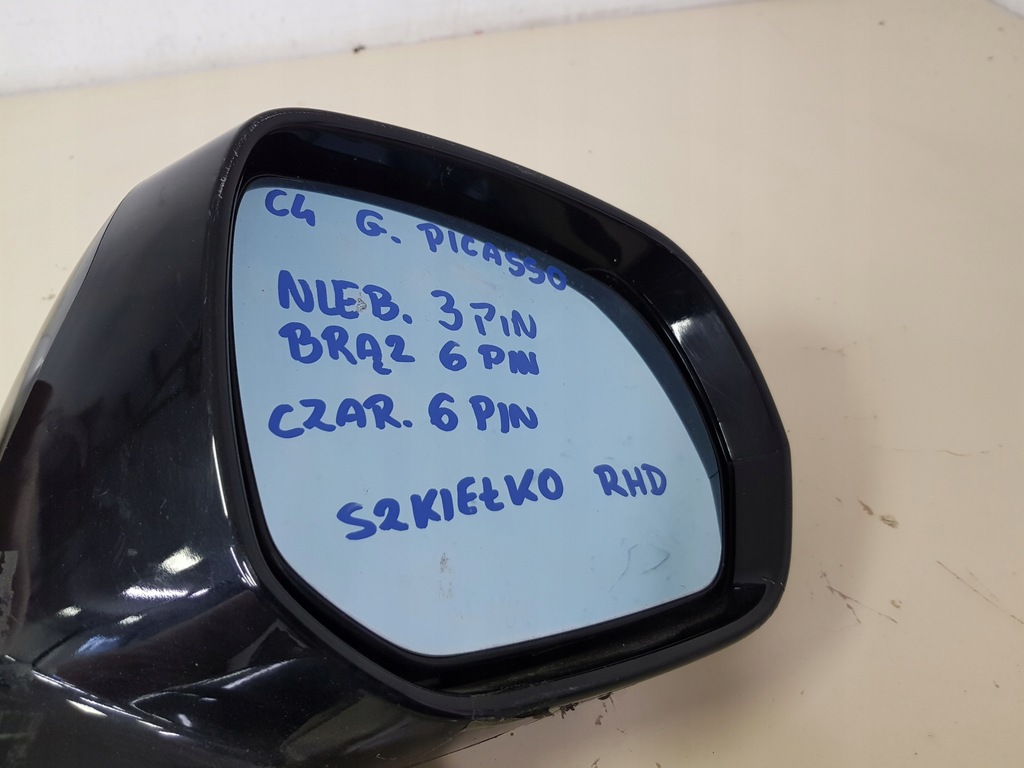 C4 G. PICASSO
NIEB. 3 PIN
BRĄZ 6 PIN
CZAR. 6 PIN
SZKIEŁKO RHD